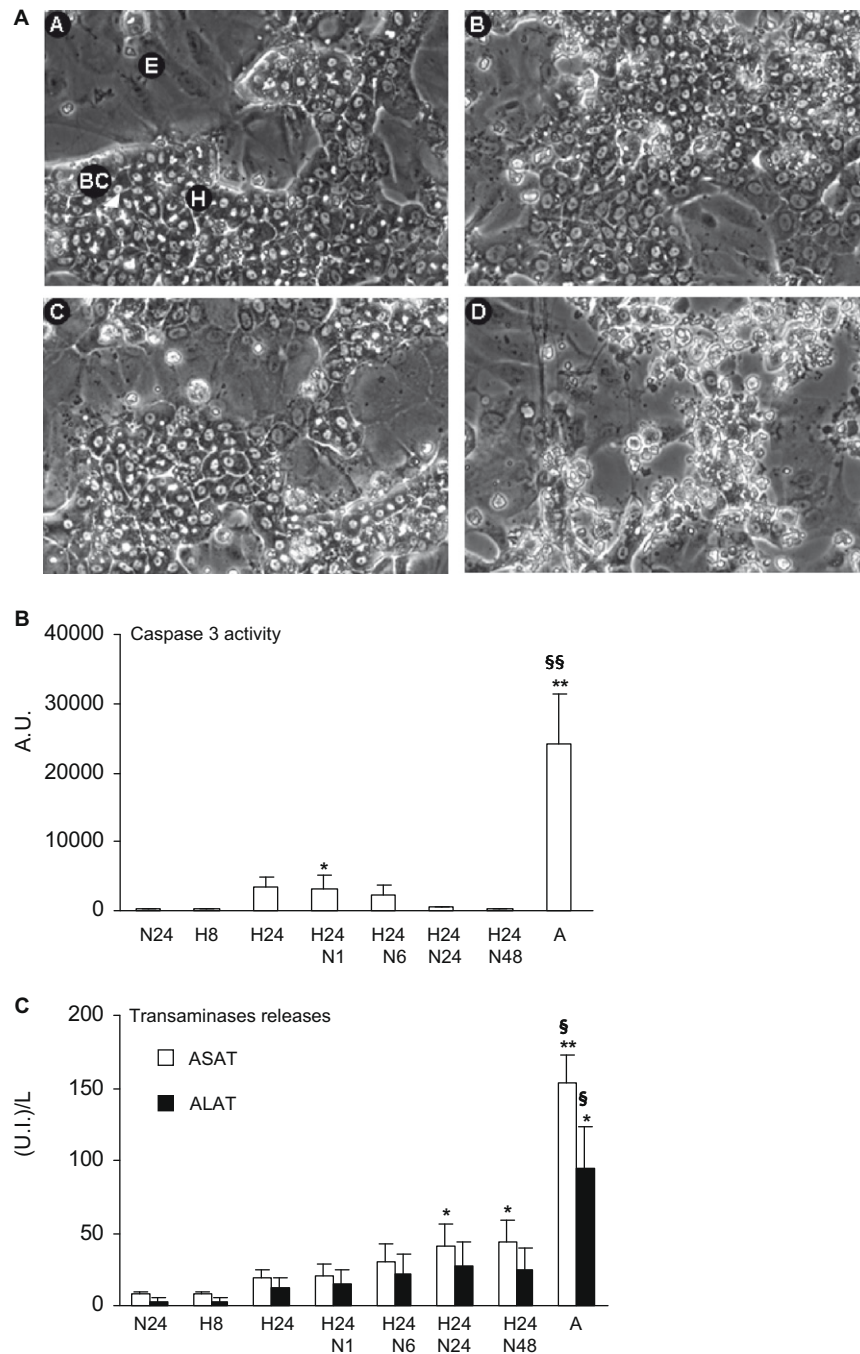 A
A
E
BC
H
B
C
D
B
Caspase 3 activity
A.U.
40000
30000
20000
10000
0
*
§§
**
N24 H8 H24 H24 H24 H24 H24 A
N1 N6 N24 N48
C
Transaminases releases
ASAT
ALAT
(U.I.)/L
200
150
100
50
0
*
*
§
**
§
*
N24 H8 H24 H24 H24 H24 H24 A
N1 N6 N24 N48